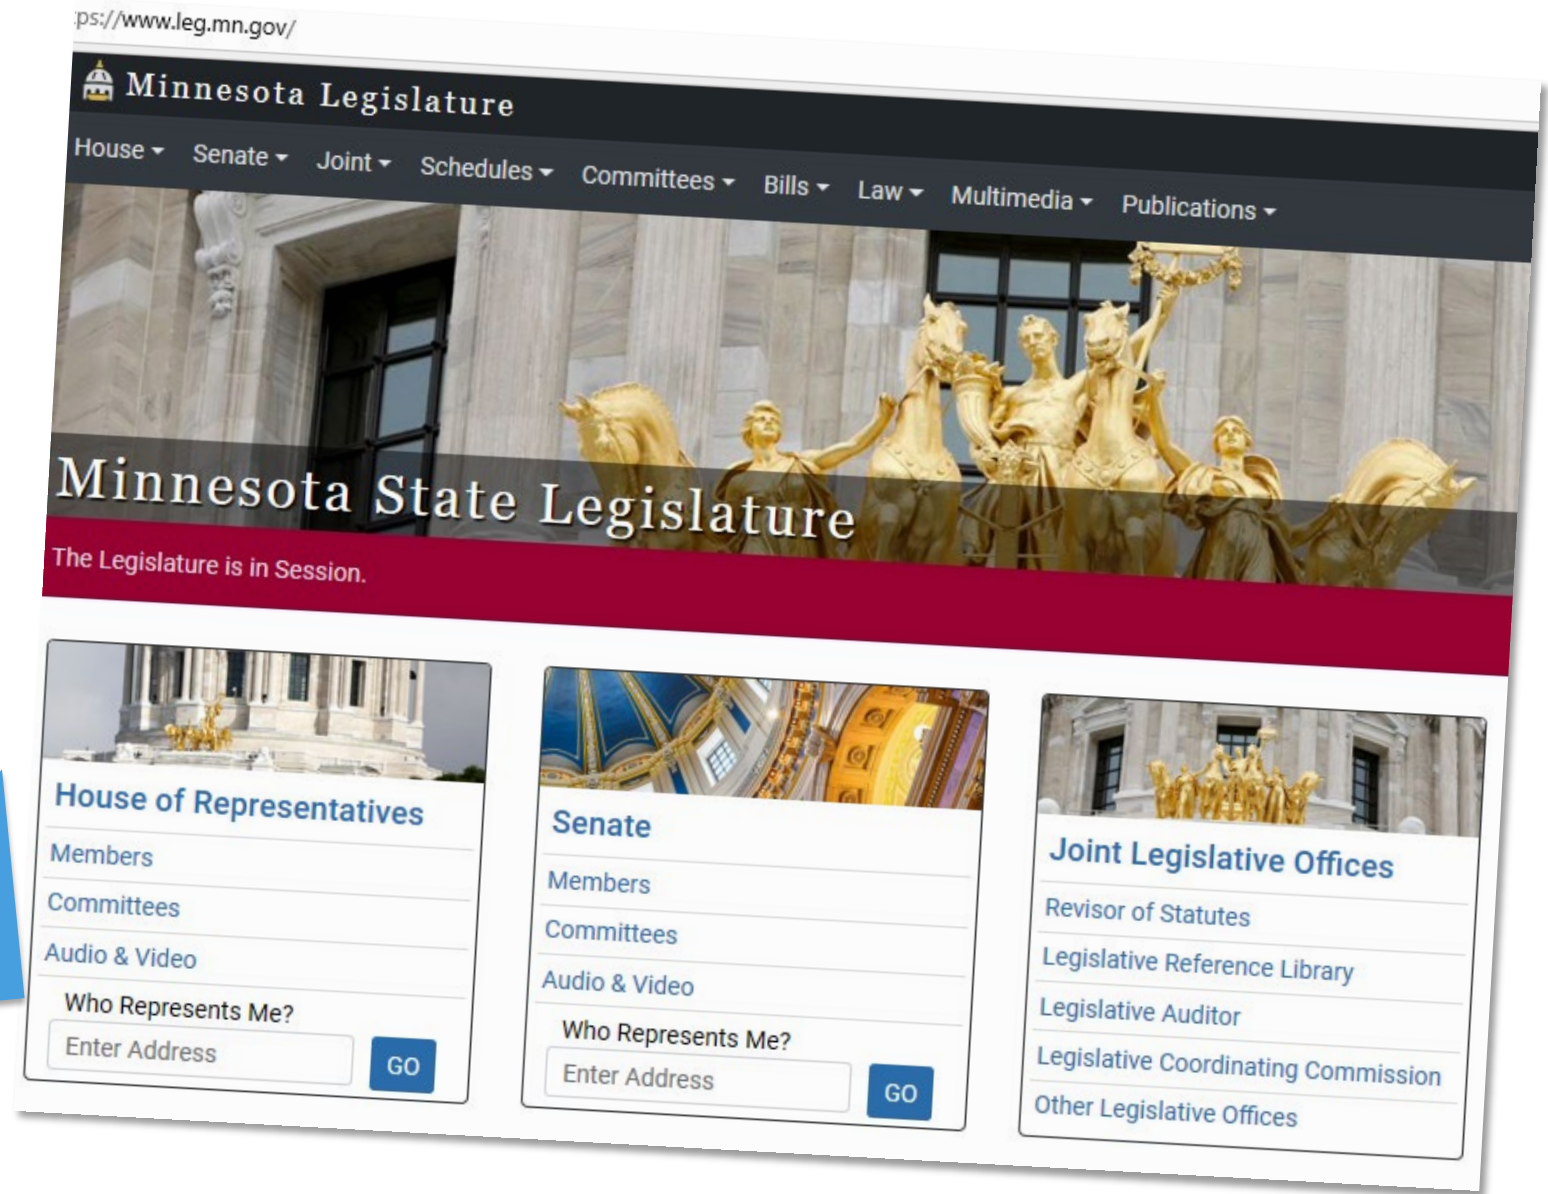 ps://www.leg.mn.gov/
Minnesota Legislature
House Senate Joint Schedules Committees Bills Law Multimedia Publications
Minnesota State Legislature
The Legislature is in Session.
House of Representatives
Members
Committees
Audio & Video
Who Represents Me?
Enter Address GO
Senate
Members
Committees
Audio & Video
Who Represents Me?
Enter Address GO
Joint Legislative Offices
Revisor of Statutes
Legislative Reference Library
Legislative Auditor
Legislative Coordinating Commission
Other Legislative Offices